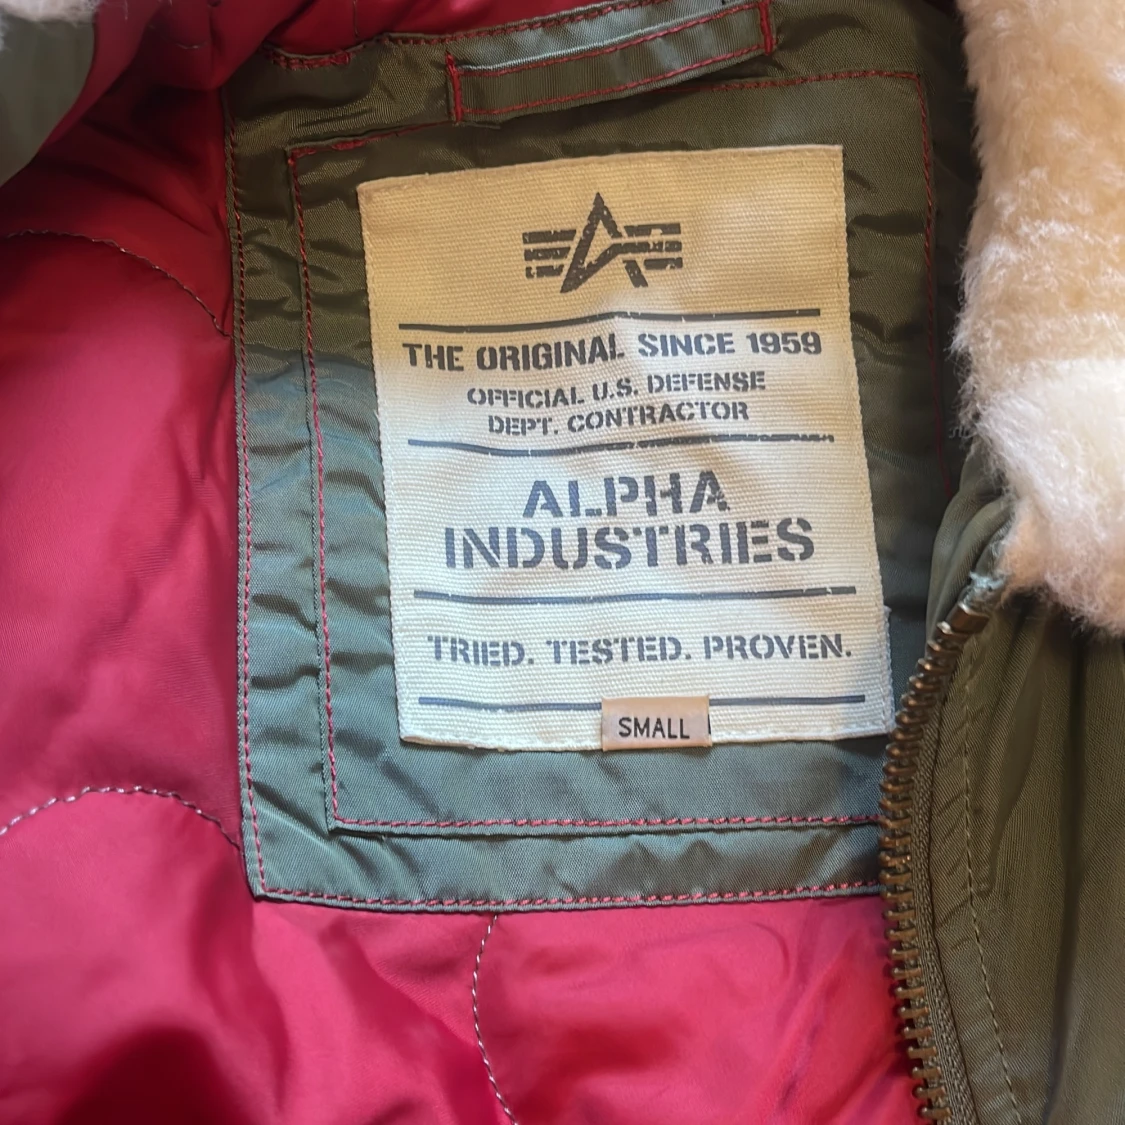 THE ORIGINAL SINCE 1959
OFFICIAL U.S. DEFENSE
DEPT. CONTRACTOR
ALPHA
INDUSTRIES
TRIED. TESTED. PROVEN.
SMALL